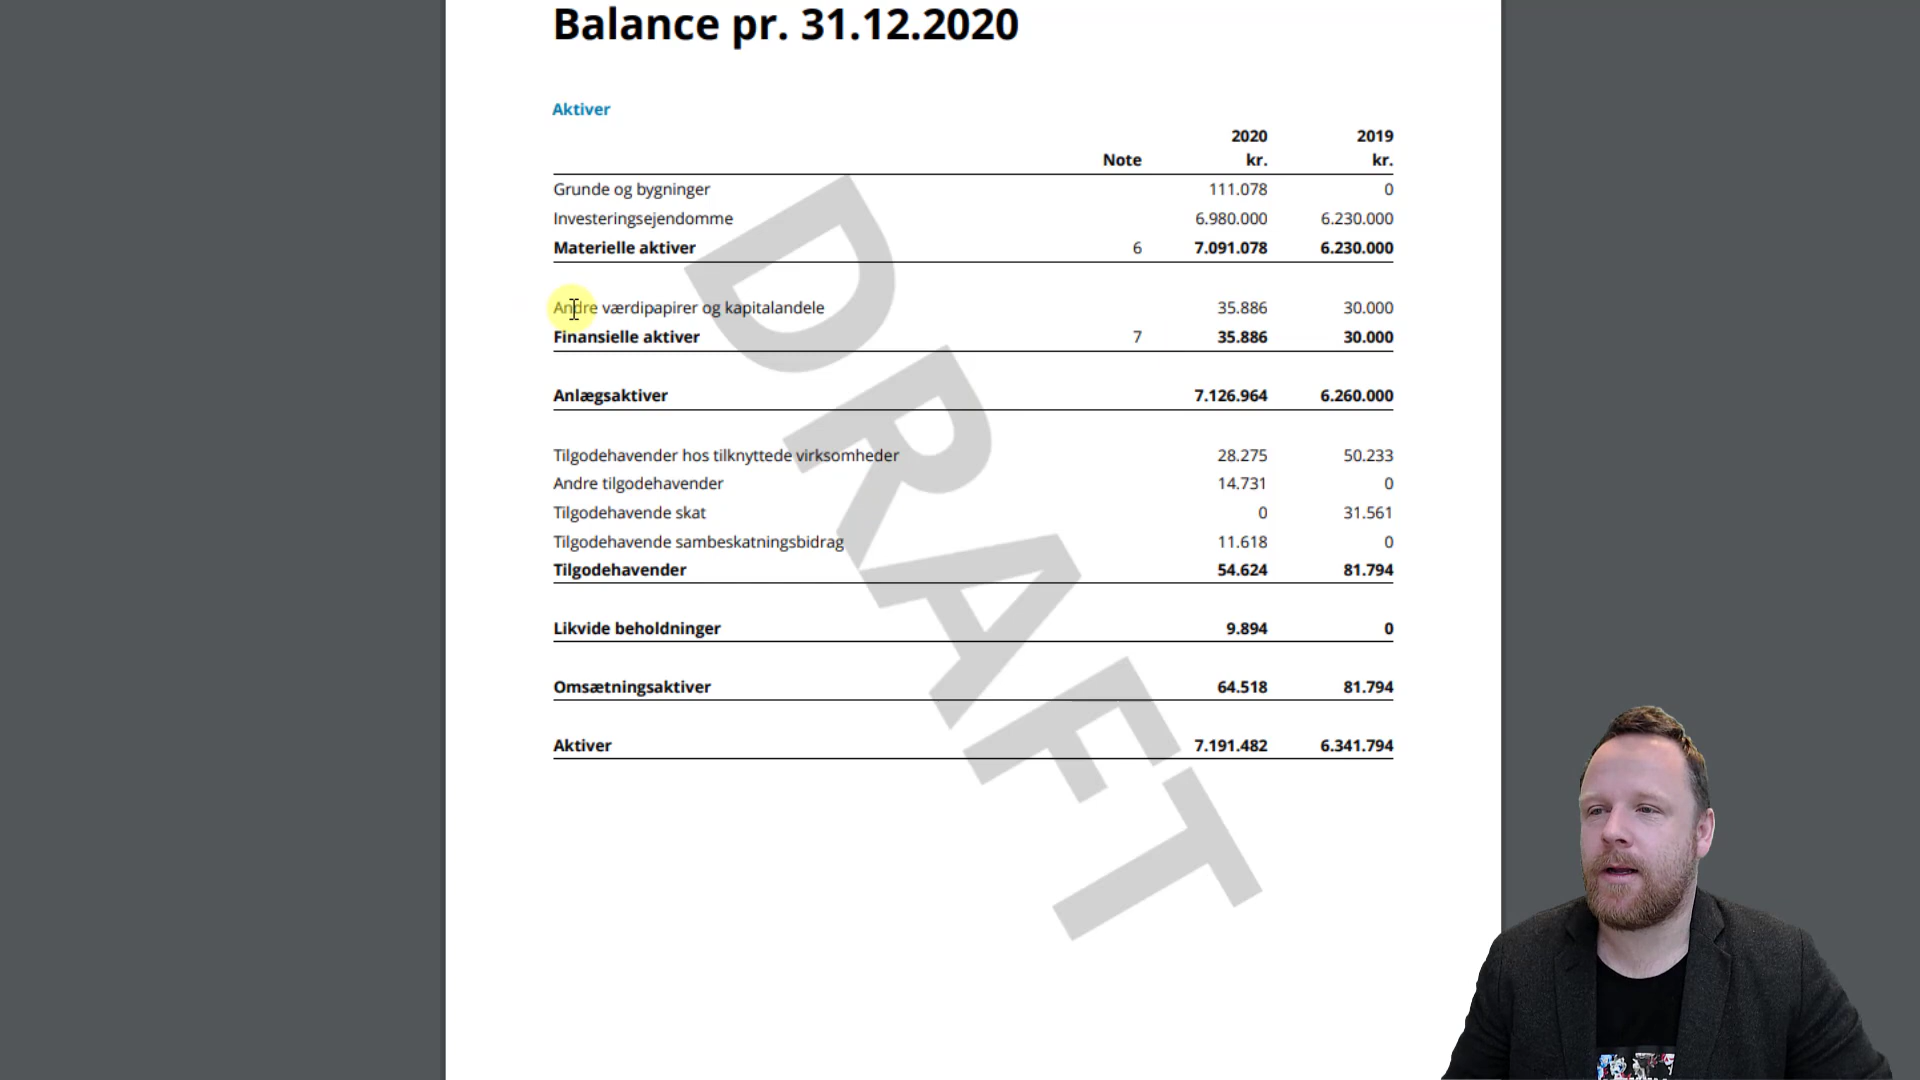 Balance pr. 31.12.2020
Aktiver
2020 2019
Note kr. kr.
Grunde og bygninger 111.078 0
Investeringsejendomme 6.980.000 6.230.000
Materielle aktiver 6 7.091.078 6.230.000
Andre værdipapirer og kapitalandele 35.886 30.000
Finansielle aktiver 7 35.886 30.000
Anlægsaktiver 7.126.964 6.260.000
Tilgodehavender hos tilknyttede virksomheder 28.275 50.233
Andre tilgodehavender 14.731 0
Tilgodehavende skat 0 31.561
Tilgodehavende sambeskatningsbidrag 11.618 0
Tilgodehavender 54.624 81.794
Likvide beholdninger 9.894 0
Omsætningsaktiver 64.518 81.794
Aktiver 7.191.482 6.341.794
DRAFT